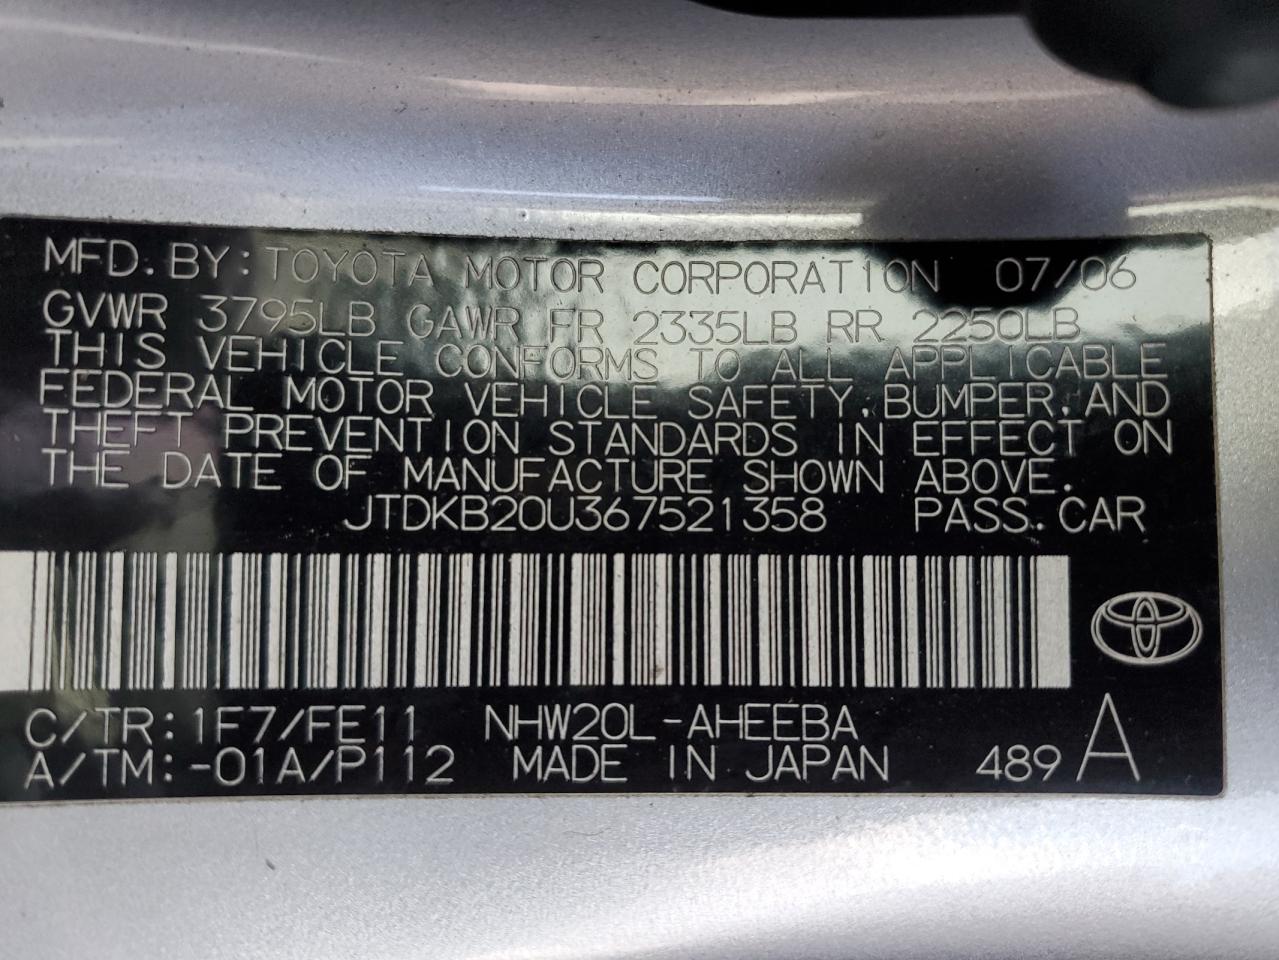 MFD. BY: TOYOTA MOTOR CORPORATION 07/06
GVWR 3795LB GAWR FR 2335LB RR 2250LB
THIS VEHICLE CONFORMS TO ALL APPLICABLE
FEDERAL MOTOR VEHICLE SAFETY, BUMPER, AND
THEFT PREVENTION STANDARDS IN EFFECT ON
THE DATE OF MANUFACTURE SHOWN ABOVE.
JTDKB20U367521358 PASS. CAR
C/TR: 1F7/FE11 NHW20L-AHEEBA
A/TM: -01A/P112 MADE IN JAPAN 489 A